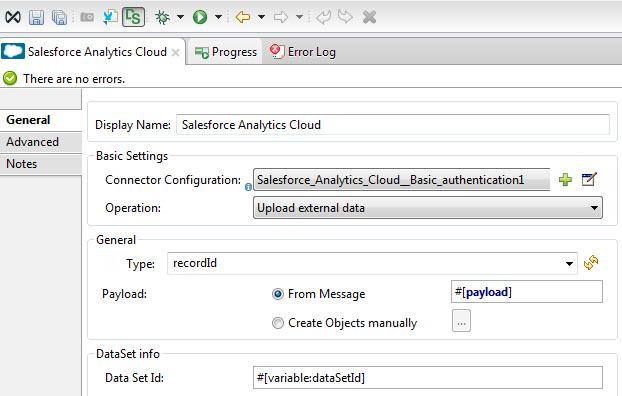 Salesforce Analytics Cloud
Progress
Error Log
There are no errors.
General
Advanced
Notes
Display Name: Salesforce Analytics Cloud
Basic Settings
Connector Configuration: Salesforce_Analytics_Cloud__Basic_authentication1
Operation: Upload external data
General
Type: recordId
Payload: From Message #[payload]
Create Objects manually ...
DataSet info
Data Set Id: #[variable:dataSetId]